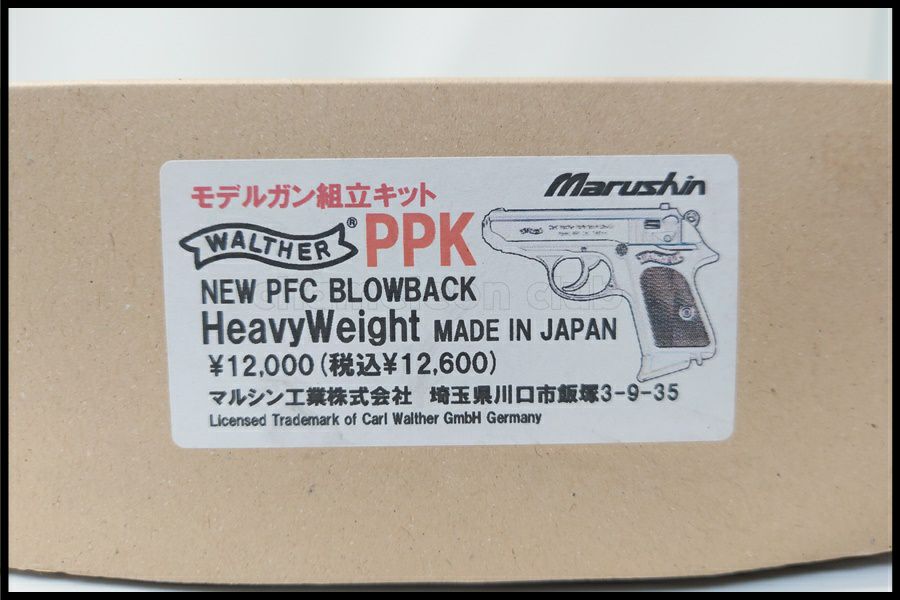 モデルガン組立キット
Marushin
WALTHER® PPK
NEW PFC BLOWBACK
HeavyWeight MADE IN JAPAN
¥12,000(税込¥12,600)
マルシン工業株式会社 埼玉県川口市飯塚3-9-35
Licensed Trademark of Carl Walther GmbH Germany